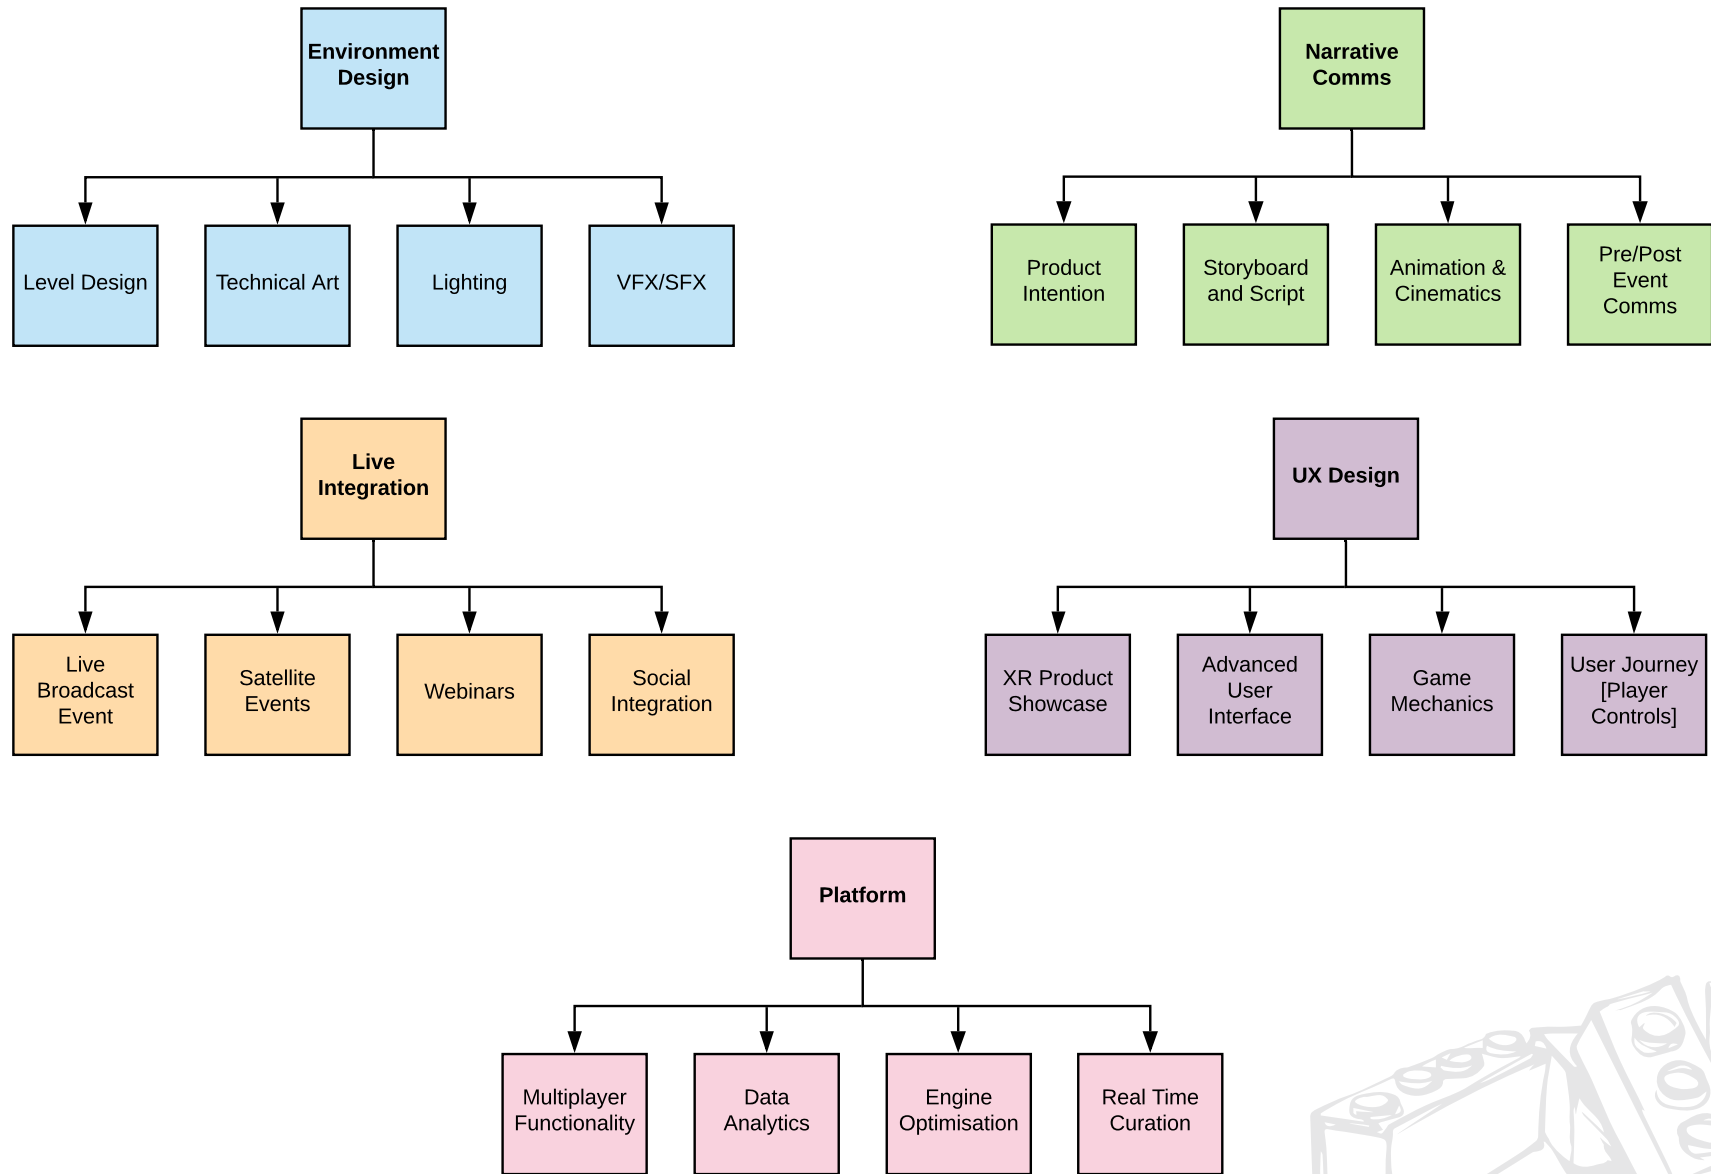 Environment
Design
Level Design
Technical Art
Lighting
VFX/SFX
Narrative
Comms
Product
Intention
Storyboard
and Script
Animation &
Cinematics
Pre/Post
Event
Comms
Live
Integration
Live
Broadcast
Event
Satellite
Events
Webinars
Social
Integration
UX Design
XR Product
Showcase
Advanced
User
Interface
Game
Mechanics
User Journey
[Player
Controls]
Platform
Multiplayer
Functionality
Data
Analytics
Engine
Optimisation
Real Time
Curation